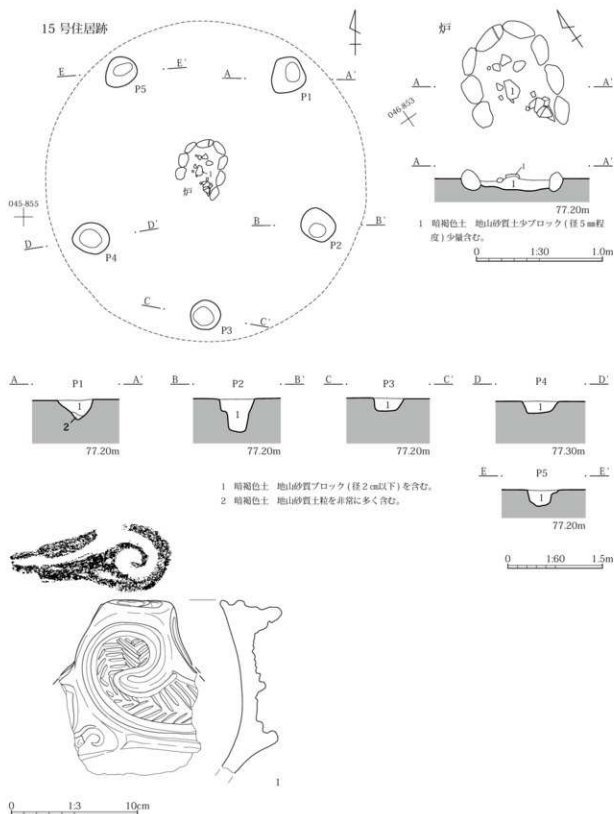 15 号住居跡
炉
E E'
P5
A A'
P1
A A'
1
046,853
045-855
炉
A A'
1
1
77.20m
1 暗褐色土 地山砂質土少ブロック ( 径 5 ㎜程
度 ) 少量含む。
0 1:30 1.0m
D D'
P4
B B'
P2
C C'
P3
A P1 A'
1
2
77.20m
B P2 B'
1
77.20m
C P3 C'
1
77.20m
D P4 D'
1
77.30m
1 暗褐色土 地山砂質ブロック ( 径 2 ㎝以下 ) を含む。
2 暗褐色土 地山砂質土粒を非常に多く含む。
E P5 E'
1
77.20m
0 1:60 1.5m
1
0 1:3 10cm